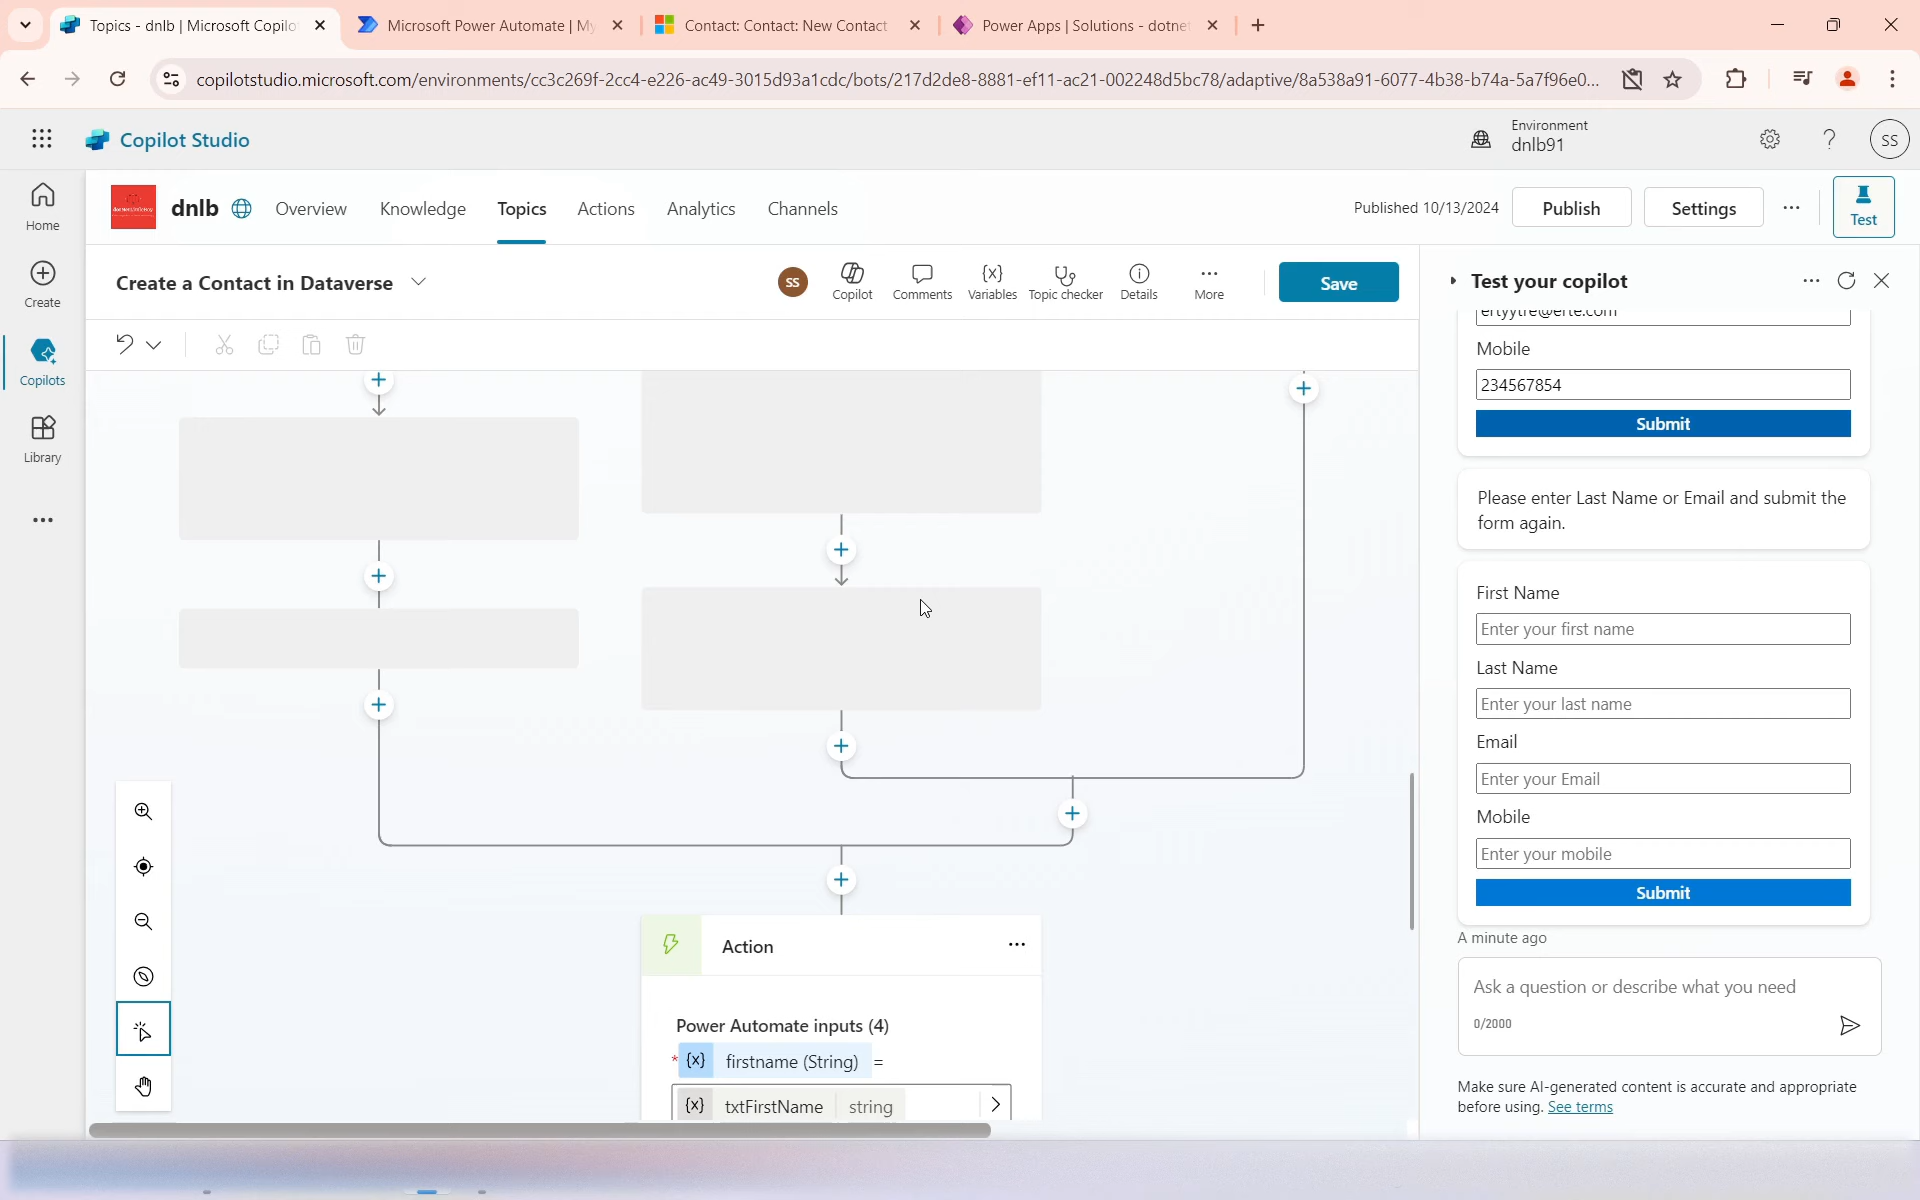 Topics - dnlb | Microsoft Copilo
Microsoft Power Automate | My
Contact: Contact: New Contact
Power Apps | Solutions - dotnet
copilotstudio.microsoft.com/environments/cc3c269f-2cc4-e226-ac49-3015d93a1cdc/bots/217d2de8-8881-ef11-ac21-002248d5bc78/adaptive/8a538a91-6077-4b38-b74a-5a7f96e0...
Copilot Studio
Environment
dnlb91
SS
Home
Create
Copilots
Library
dnlb
Overview
Knowledge
Topics
Actions
Analytics
Channels
Published 10/13/2024
Publish
Settings
Test
Create a Contact in Dataverse
SS
Copilot
Comments
Variables
Topic checker
Details
More
Save
Action
Power Automate inputs (4)
* {x} firstname (String) =
{x} txtFirstName string
Test your copilot
ertyytre@erte.com
Mobile
234567854
Submit
Please enter Last Name or Email and submit the
form again.
First Name
Enter your first name
Last Name
Enter your last name
Email
Enter your Email
Mobile
Enter your mobile
Submit
A minute ago
Ask a question or describe what you need
0/2000
Make sure AI-generated content is accurate and appropriate
before using. See terms